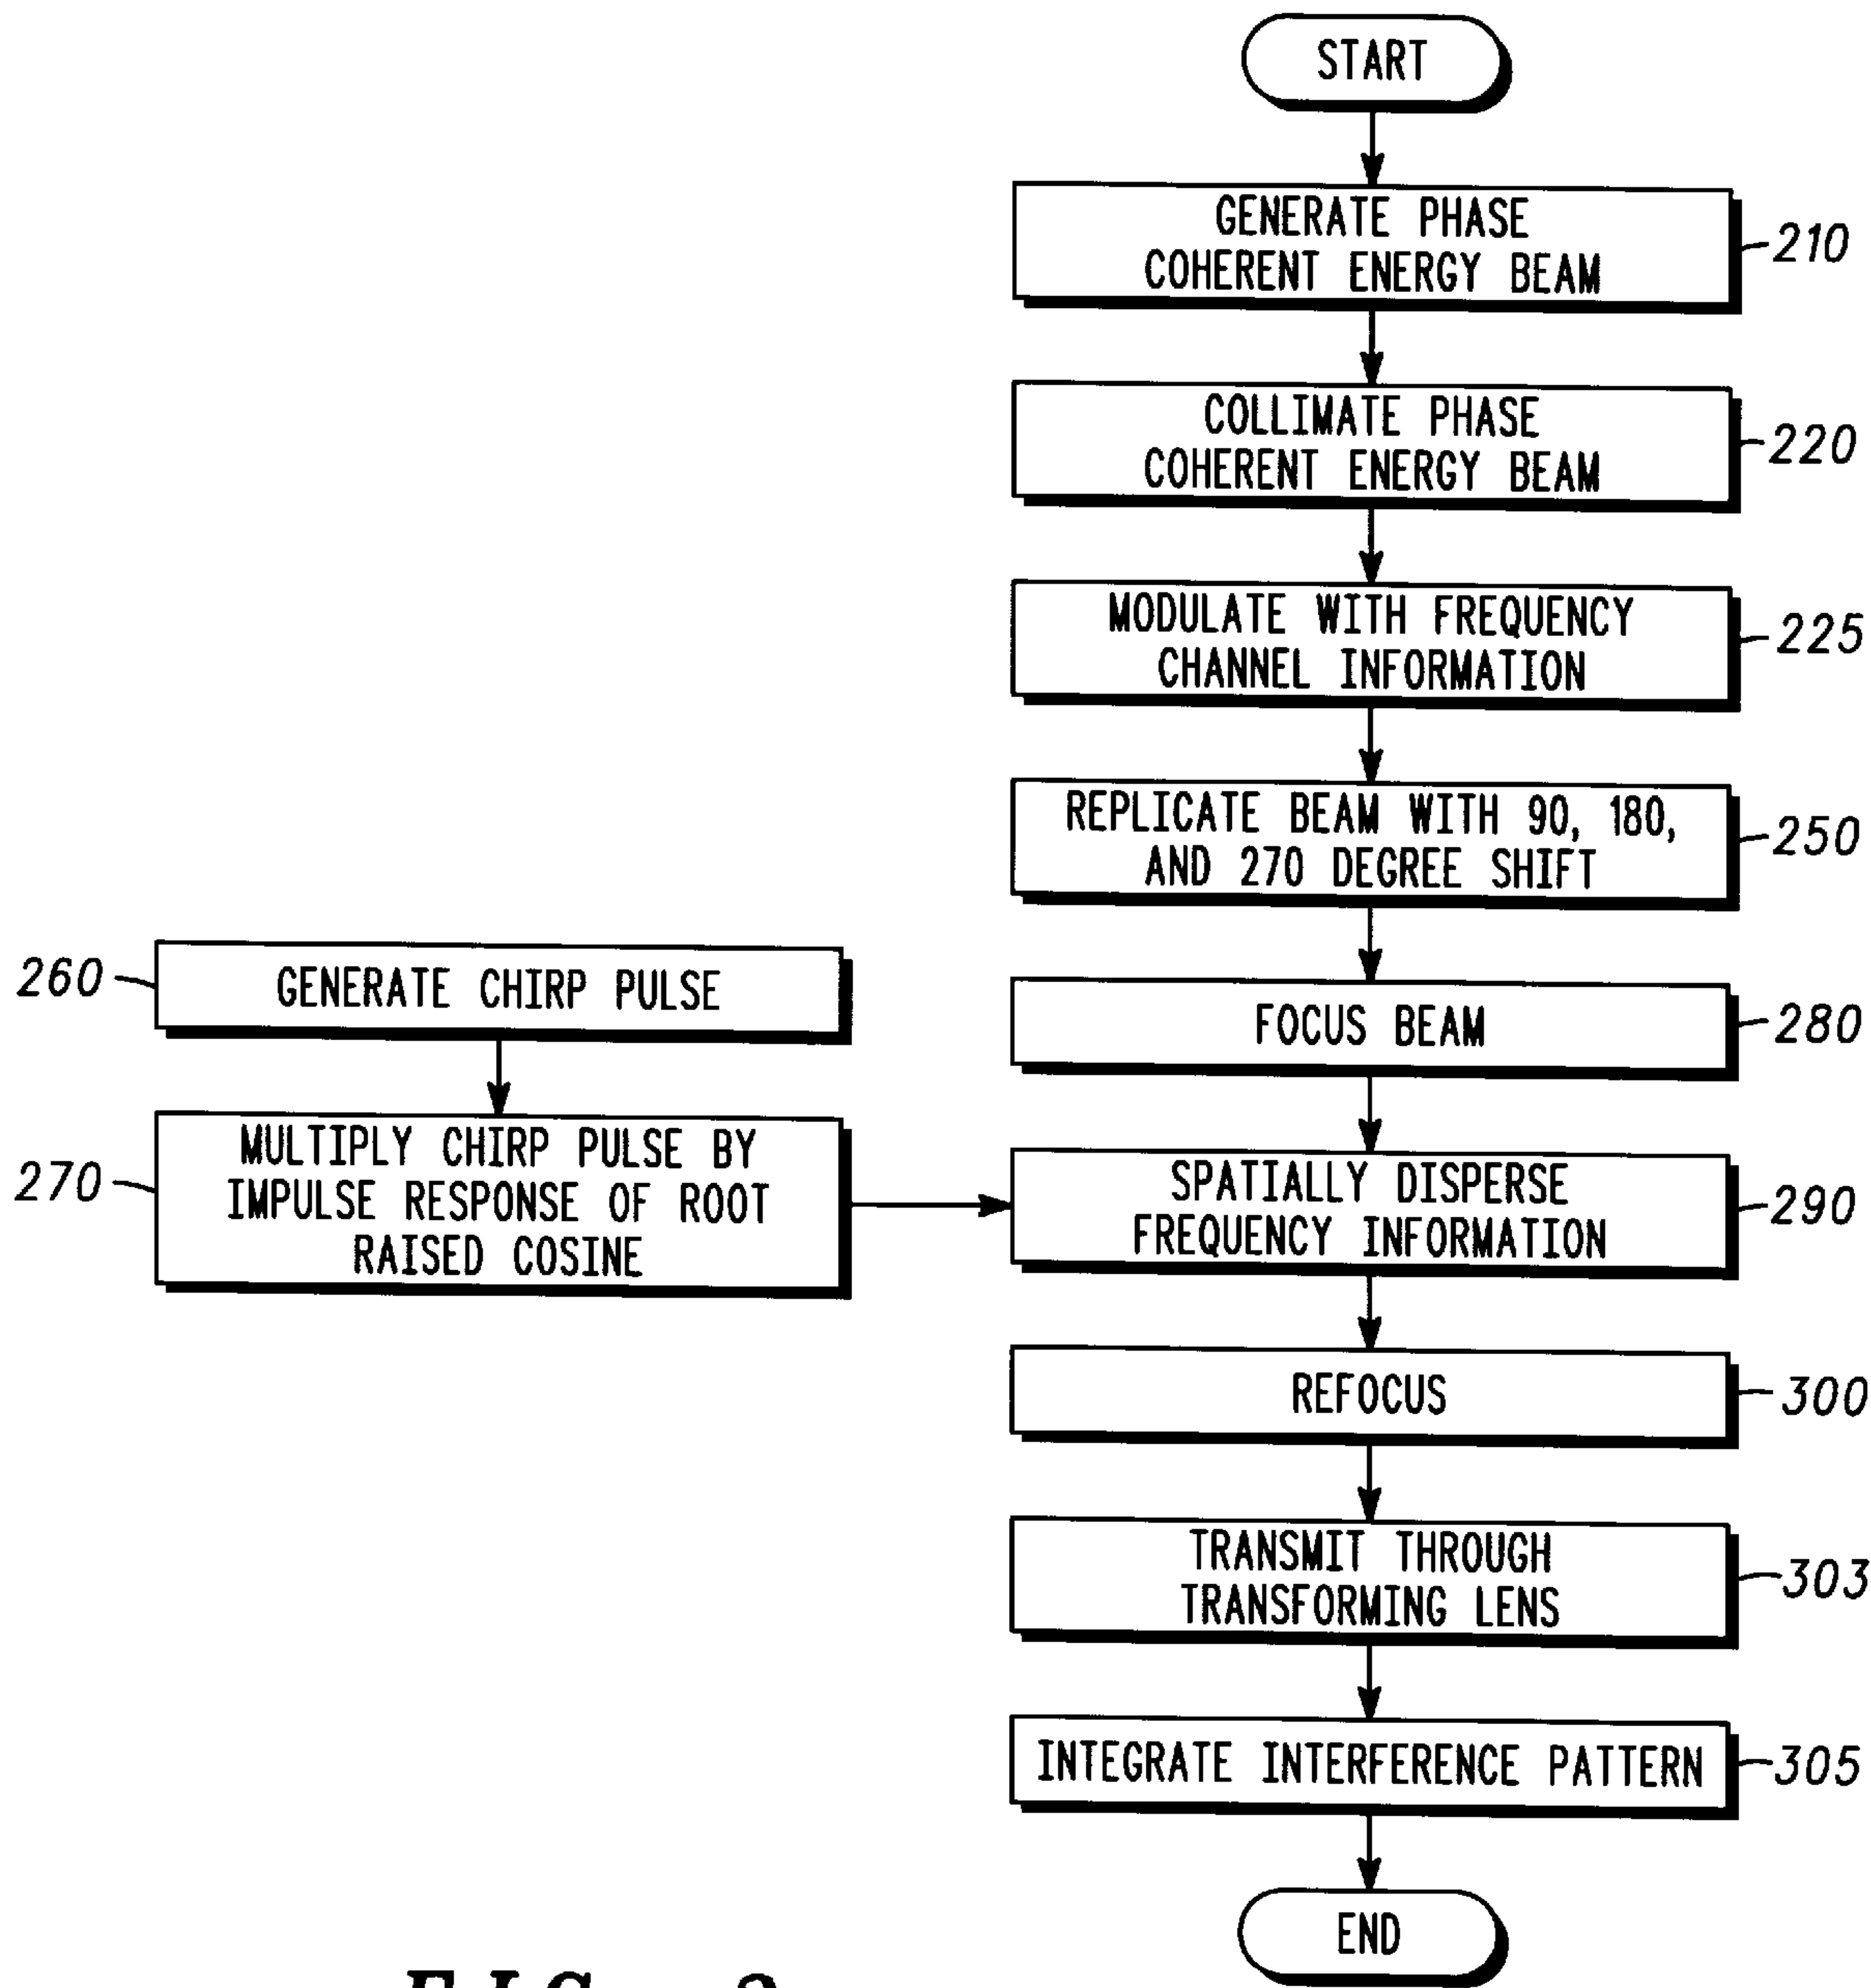 START
GENERATE PHASE
COHERENT ENERGY BEAM
210
COLLIMATE PHASE
COHERENT ENERGY BEAM
220
MODULATE WITH FREQUENCY
CHANNEL INFORMATION
225
REPLICATE BEAM WITH 90, 180,
AND 270 DEGREE SHIFT
250
260
GENERATE CHIRP PULSE
FOCUS BEAM
280
270
MULTIPLY CHIRP PULSE BY
IMPULSE RESPONSE OF ROOT
RAISED COSINE
SPATIALLY DISPERSE
FREQUENCY INFORMATION
290
REFOCUS
300
TRANSMIT THROUGH
TRANSFORMING LENS
303
INTEGRATE INTERFERENCE PATTERN
305
END